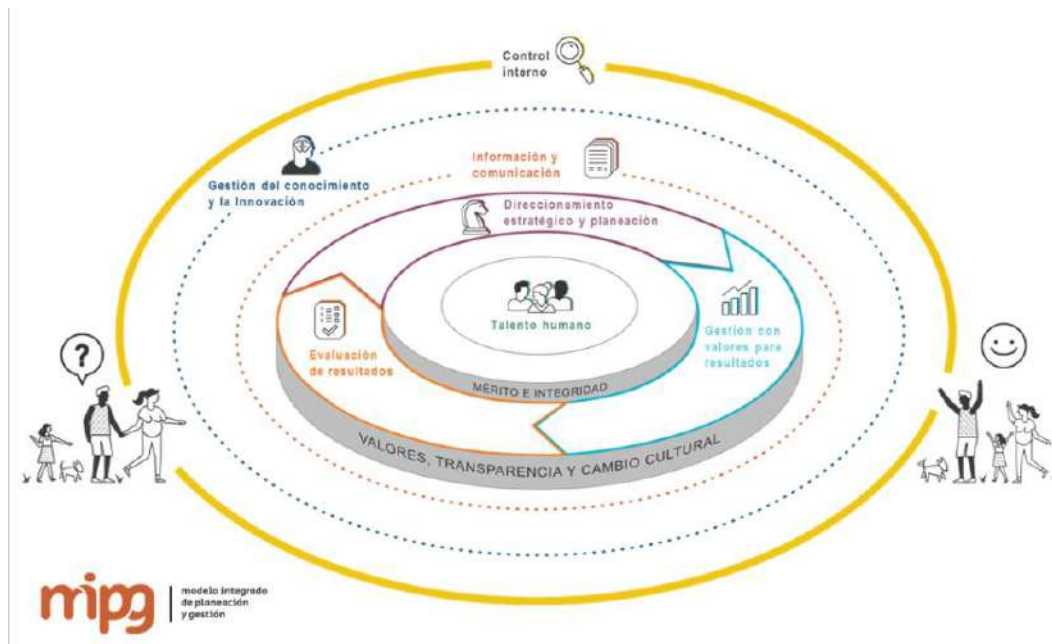 Control
interno
Información y
comunicación
Gestión del conocimiento
y la Innovación
Direccionamiento
estratégico y planeación
Talento humano
Gestión con
valores para
resultados
Evaluación
de resultados
MÉRITO E INTEGRIDAD
VALORES, TRANSPARENCIA Y CAMBIO CULTURAL
?
mipg
modelo integrado
de planeación
y gestión